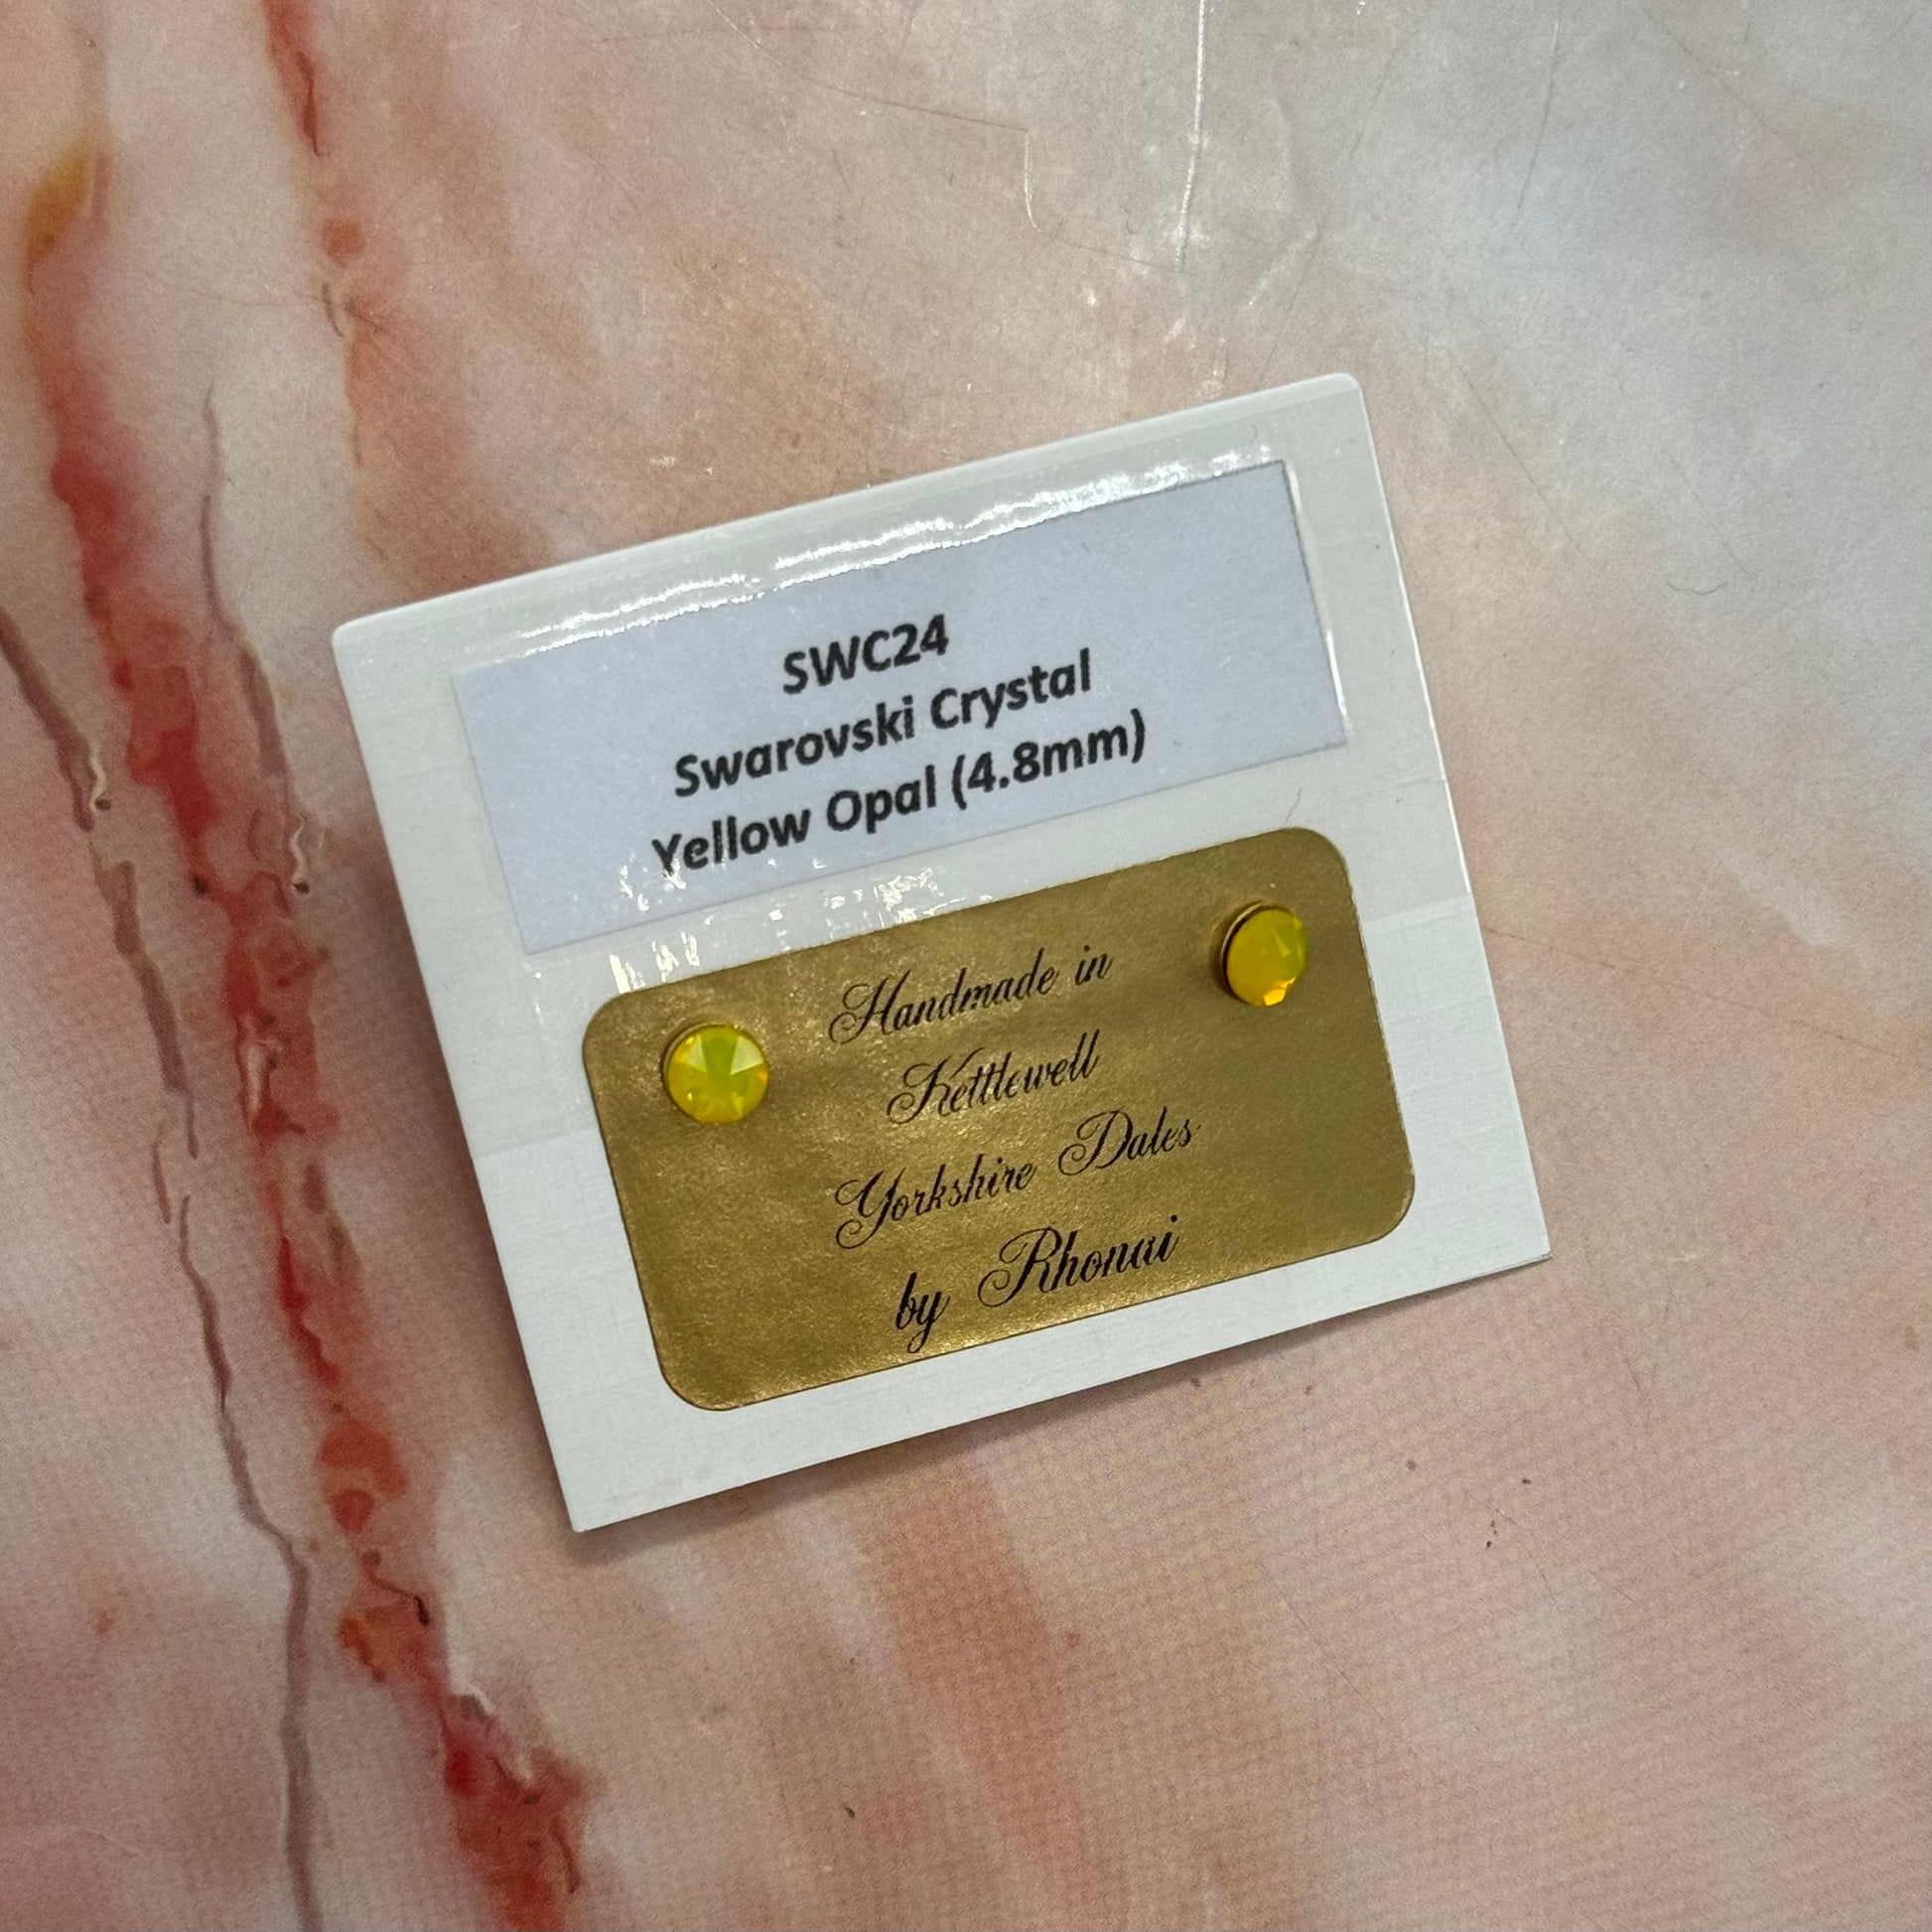 SWC24
Swarovski Crystal
Yellow Opal (4.8mm)
Handmade in
Kettlewell
Yorkshire Dales
by Rhonai